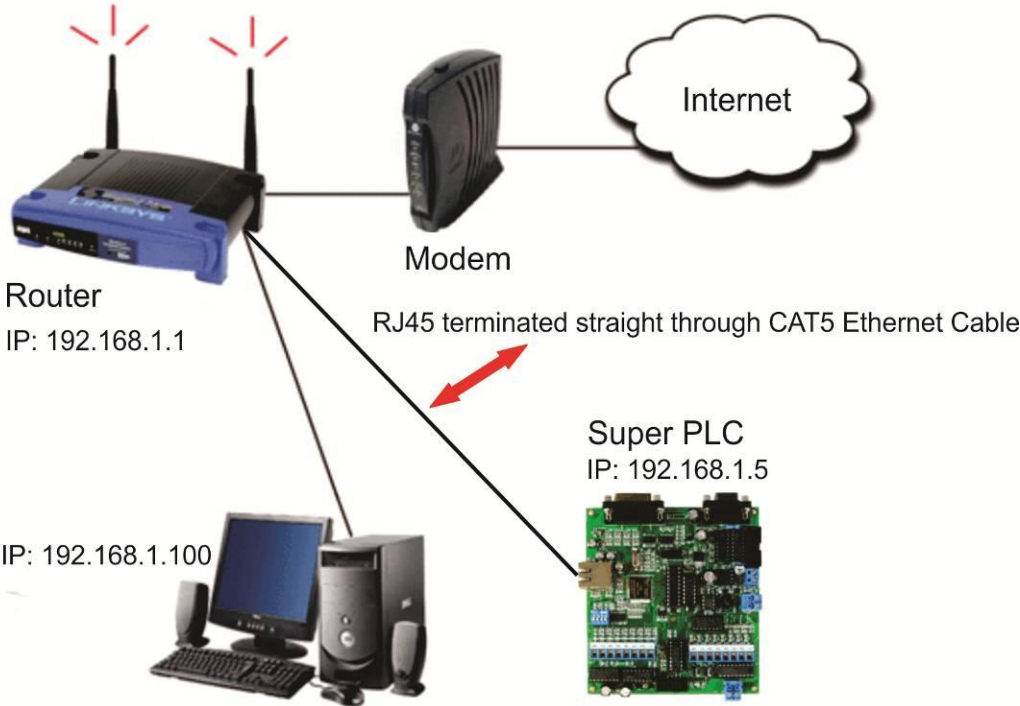 Internet
LINKSYS
Modem
Router
IP: 192.168.1.1
RJ45 terminated straight through CAT5 Ethernet Cable
Super PLC
IP: 192.168.1.5
IP: 192.168.1.100